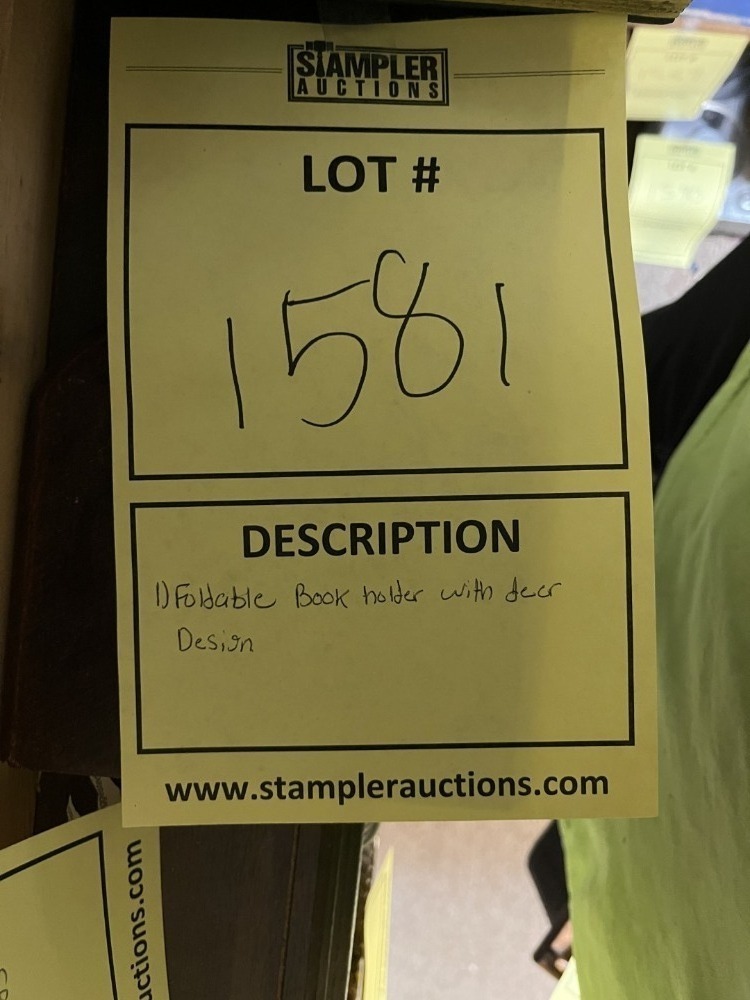 STAMPLER
AUCTIONS
LOT #
1581
DESCRIPTION
1) Foldable Book holder with deer
Design
www.stamplerauctions.com
uctions.com